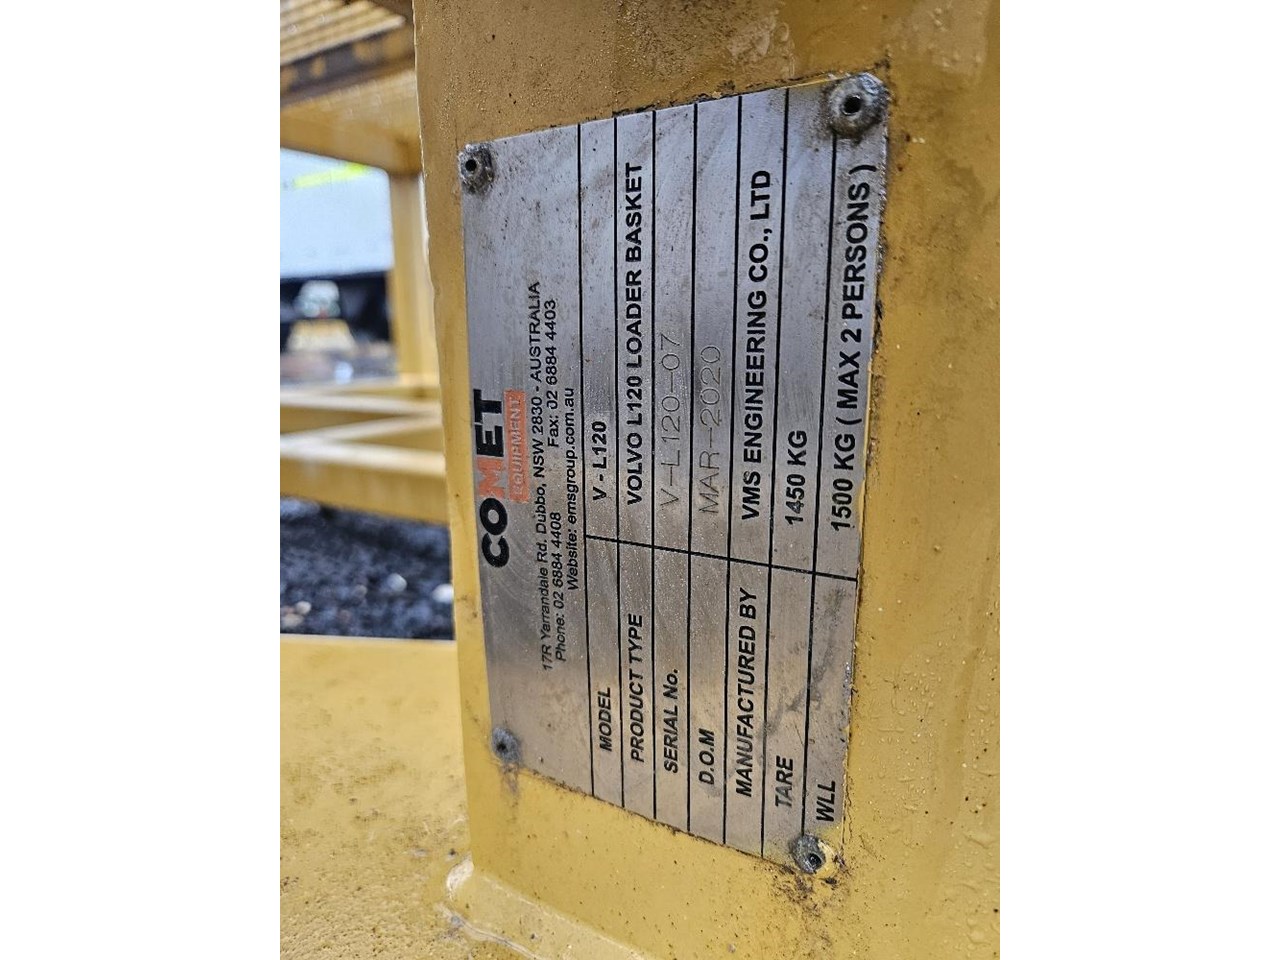 COMET
EQUIPMENT
17R Yarrandale Rd, Dubbo, NSW 2830 - AUSTRALIA
Phone: 02 6884 4408 Fax: 02 6884 4403
Website: emsgroup.com.au
MODEL V - L120
PRODUCT TYPE VOLVO L120 LOADER BASKET
SERIAL No. V-L120-07
D.O.M MAR-2020
MANUFACTURED BY VMS ENGINEERING CO., LTD
TARE 1450 KG
WLL 1500 KG ( MAX 2 PERSONS )